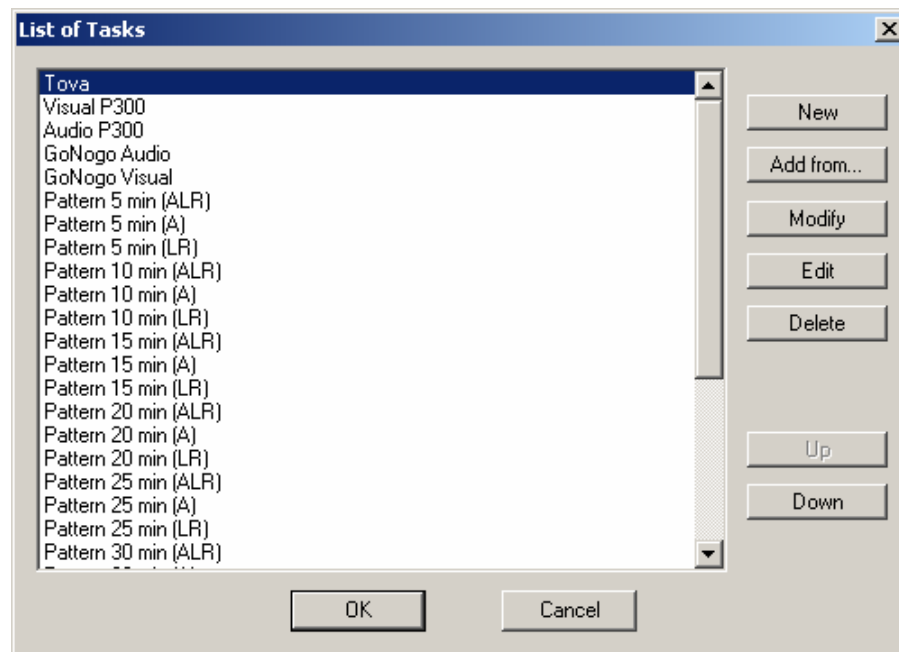 List of Tasks
Tova
Visual P300
Audio P300
GoNogo Audio
GoNogo Visual
Pattern 5 min (ALR)
Pattern 5 min (A)
Pattern 5 min (LR)
Pattern 10 min (ALR)
Pattern 10 min (A)
Pattern 10 min (LR)
Pattern 15 min (ALR)
Pattern 15 min (A)
Pattern 15 min (LR)
Pattern 20 min (ALR)
Pattern 20 min (A)
Pattern 20 min (LR)
Pattern 25 min (ALR)
Pattern 25 min (A)
Pattern 25 min (LR)
Pattern 30 min (ALR)
New
Add from...
Modify
Edit
Delete
Up
Down
OK
Cancel